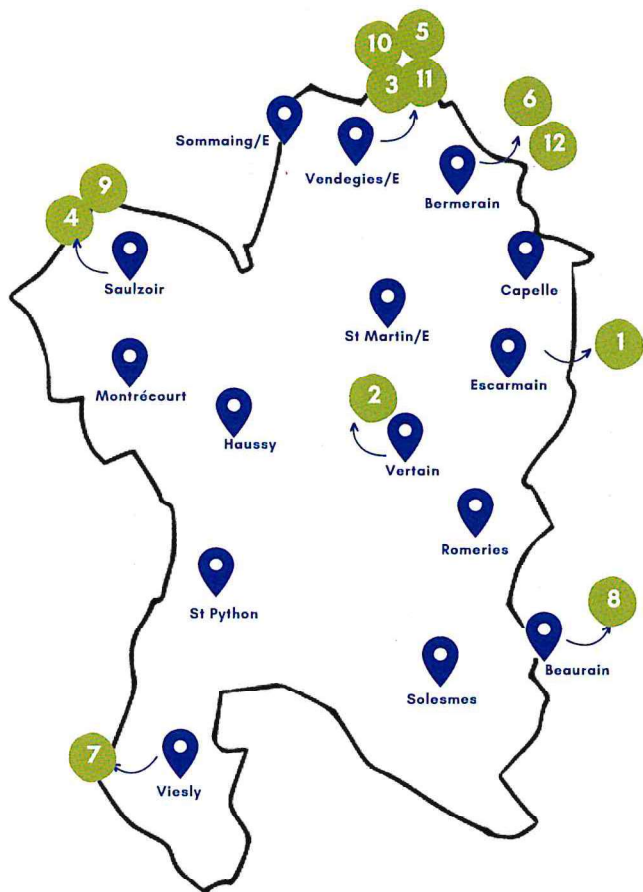 10
5
3
11
6
12
Sommaing/E
Vendegies/E
Bermerain
9
4
Saulzoir
Capelle
St Martin/E
1
Escarmain
Montrécourt
2
Haussy
Vertain
Romeries
St Python
8
Beaurain
Solesmes
7
Viesly